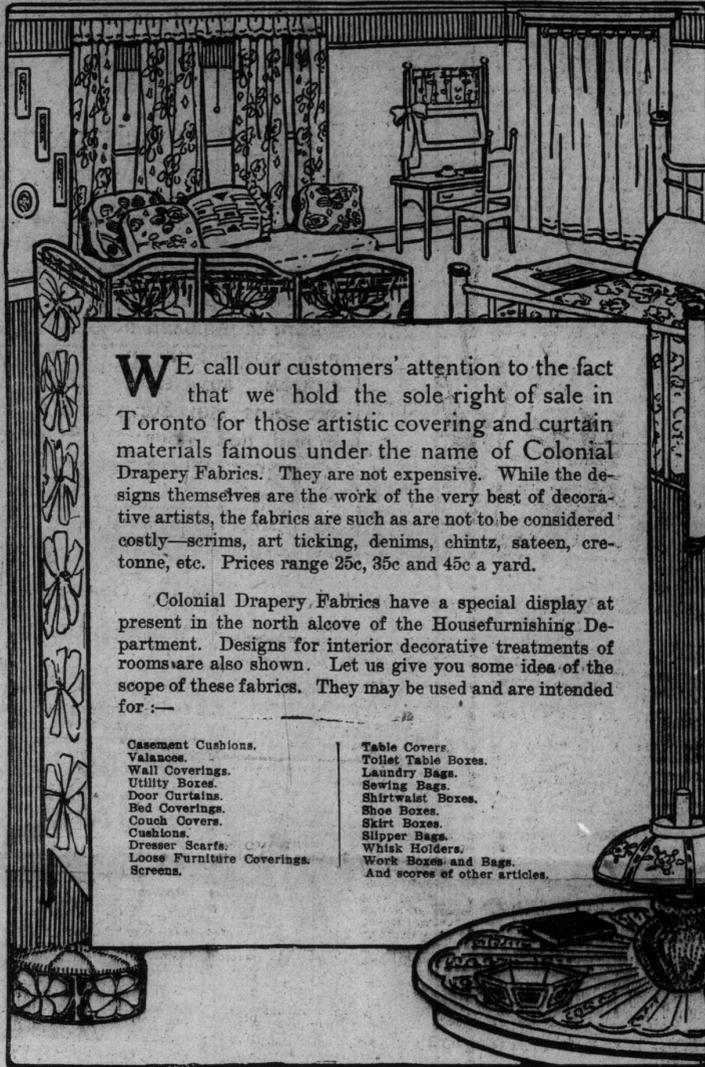 WE call our customers' attention to the fact
that we hold the sole right of sale in
Toronto for those artistic covering and curtain
materials famous under the name of Colonial
Drapery Fabrics. They are not expensive. While the de-
signs themselves are the work of the very best of decora-
tive artists, the fabrics are such as are not to be considered
costly—scrims, art ticking, denims, chintz, sateen, cre-
tonne, etc. Prices range 25c, 35c and 45c a yard.
Colonial Drapery Fabrics have a special display at
present in the north alcove of the Housefurnishing De-
partment. Designs for interior decorative treatments of
rooms are also shown. Let us give you some idea of the
scope of these fabrics. They may be used and are intended
for :—
Casement Cushions.
Valances.
Wall Coverings.
Utility Boxes.
Door Curtains.
Bed Coverings.
Couch Covers.
Cushions.
Dresser Scarfs.
Loose Furniture Coverings.
Screens.
Table Covers.
Toilet Table Boxes.
Laundry Bags.
Sewing Bags.
Shirtwaist Boxes.
Shoe Boxes.
Skirt Boxes.
Slipper Bags.
Whisk Holders.
Work Boxes and Bags.
And scores of other articles.